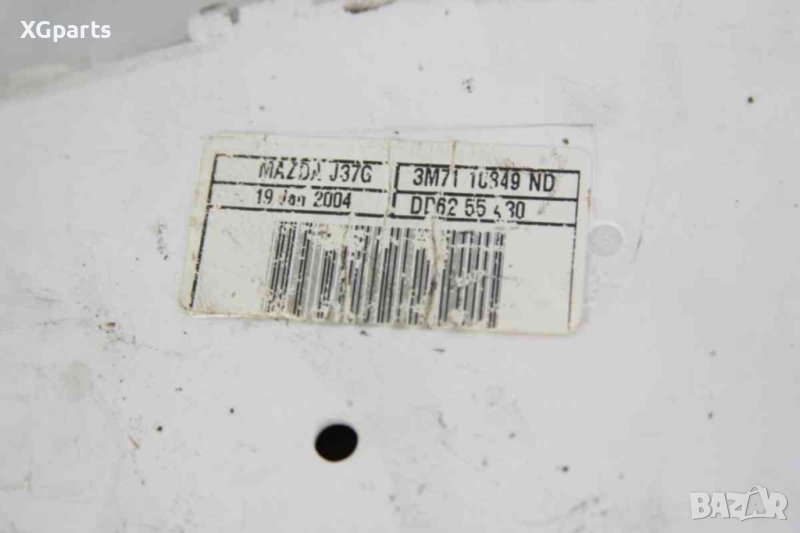 XGparts
MAZDA J37G
3M71 10849 ND
19 Jan 2004
DD62 55 430
BAZAR